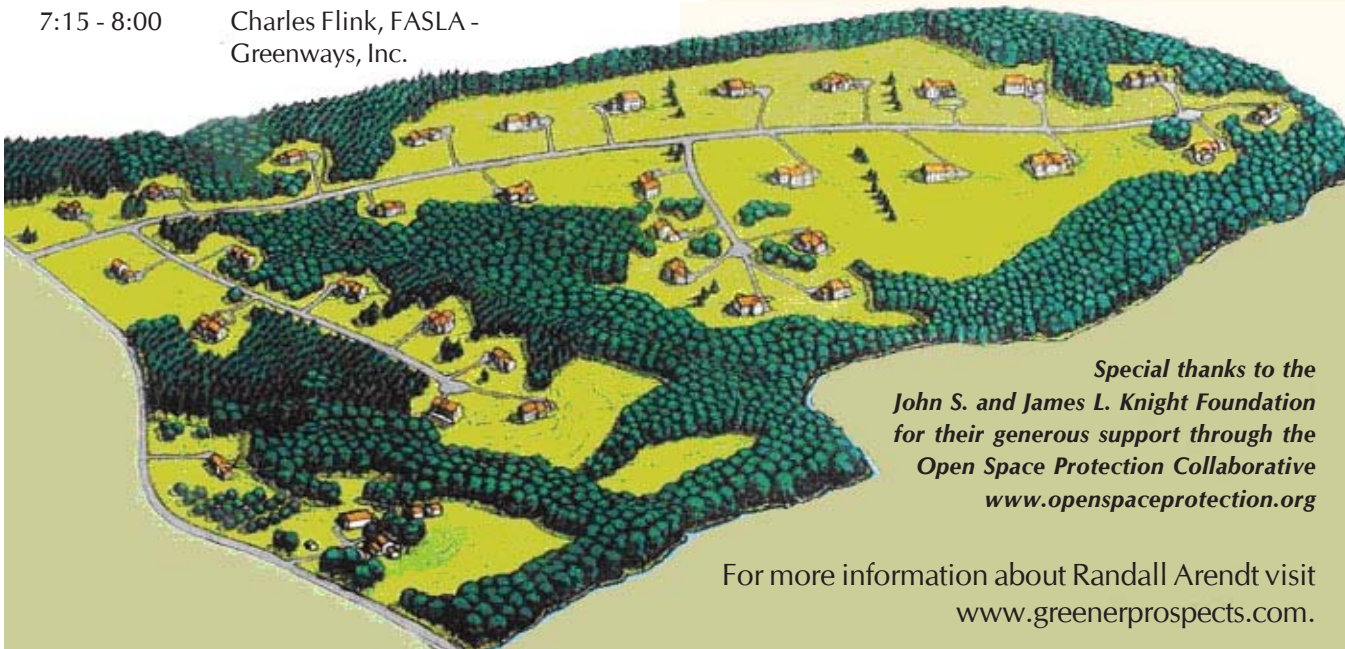 7:15 - 8:00 Charles Flink, FASLA -
Greenways, Inc.
Special thanks to the
John S. and James L. Knight Foundation
for their generous support through the
Open Space Protection Collaborative
www.openspaceprotection.org
For more information about Randall Arendt visit
www.greenerprospects.com.